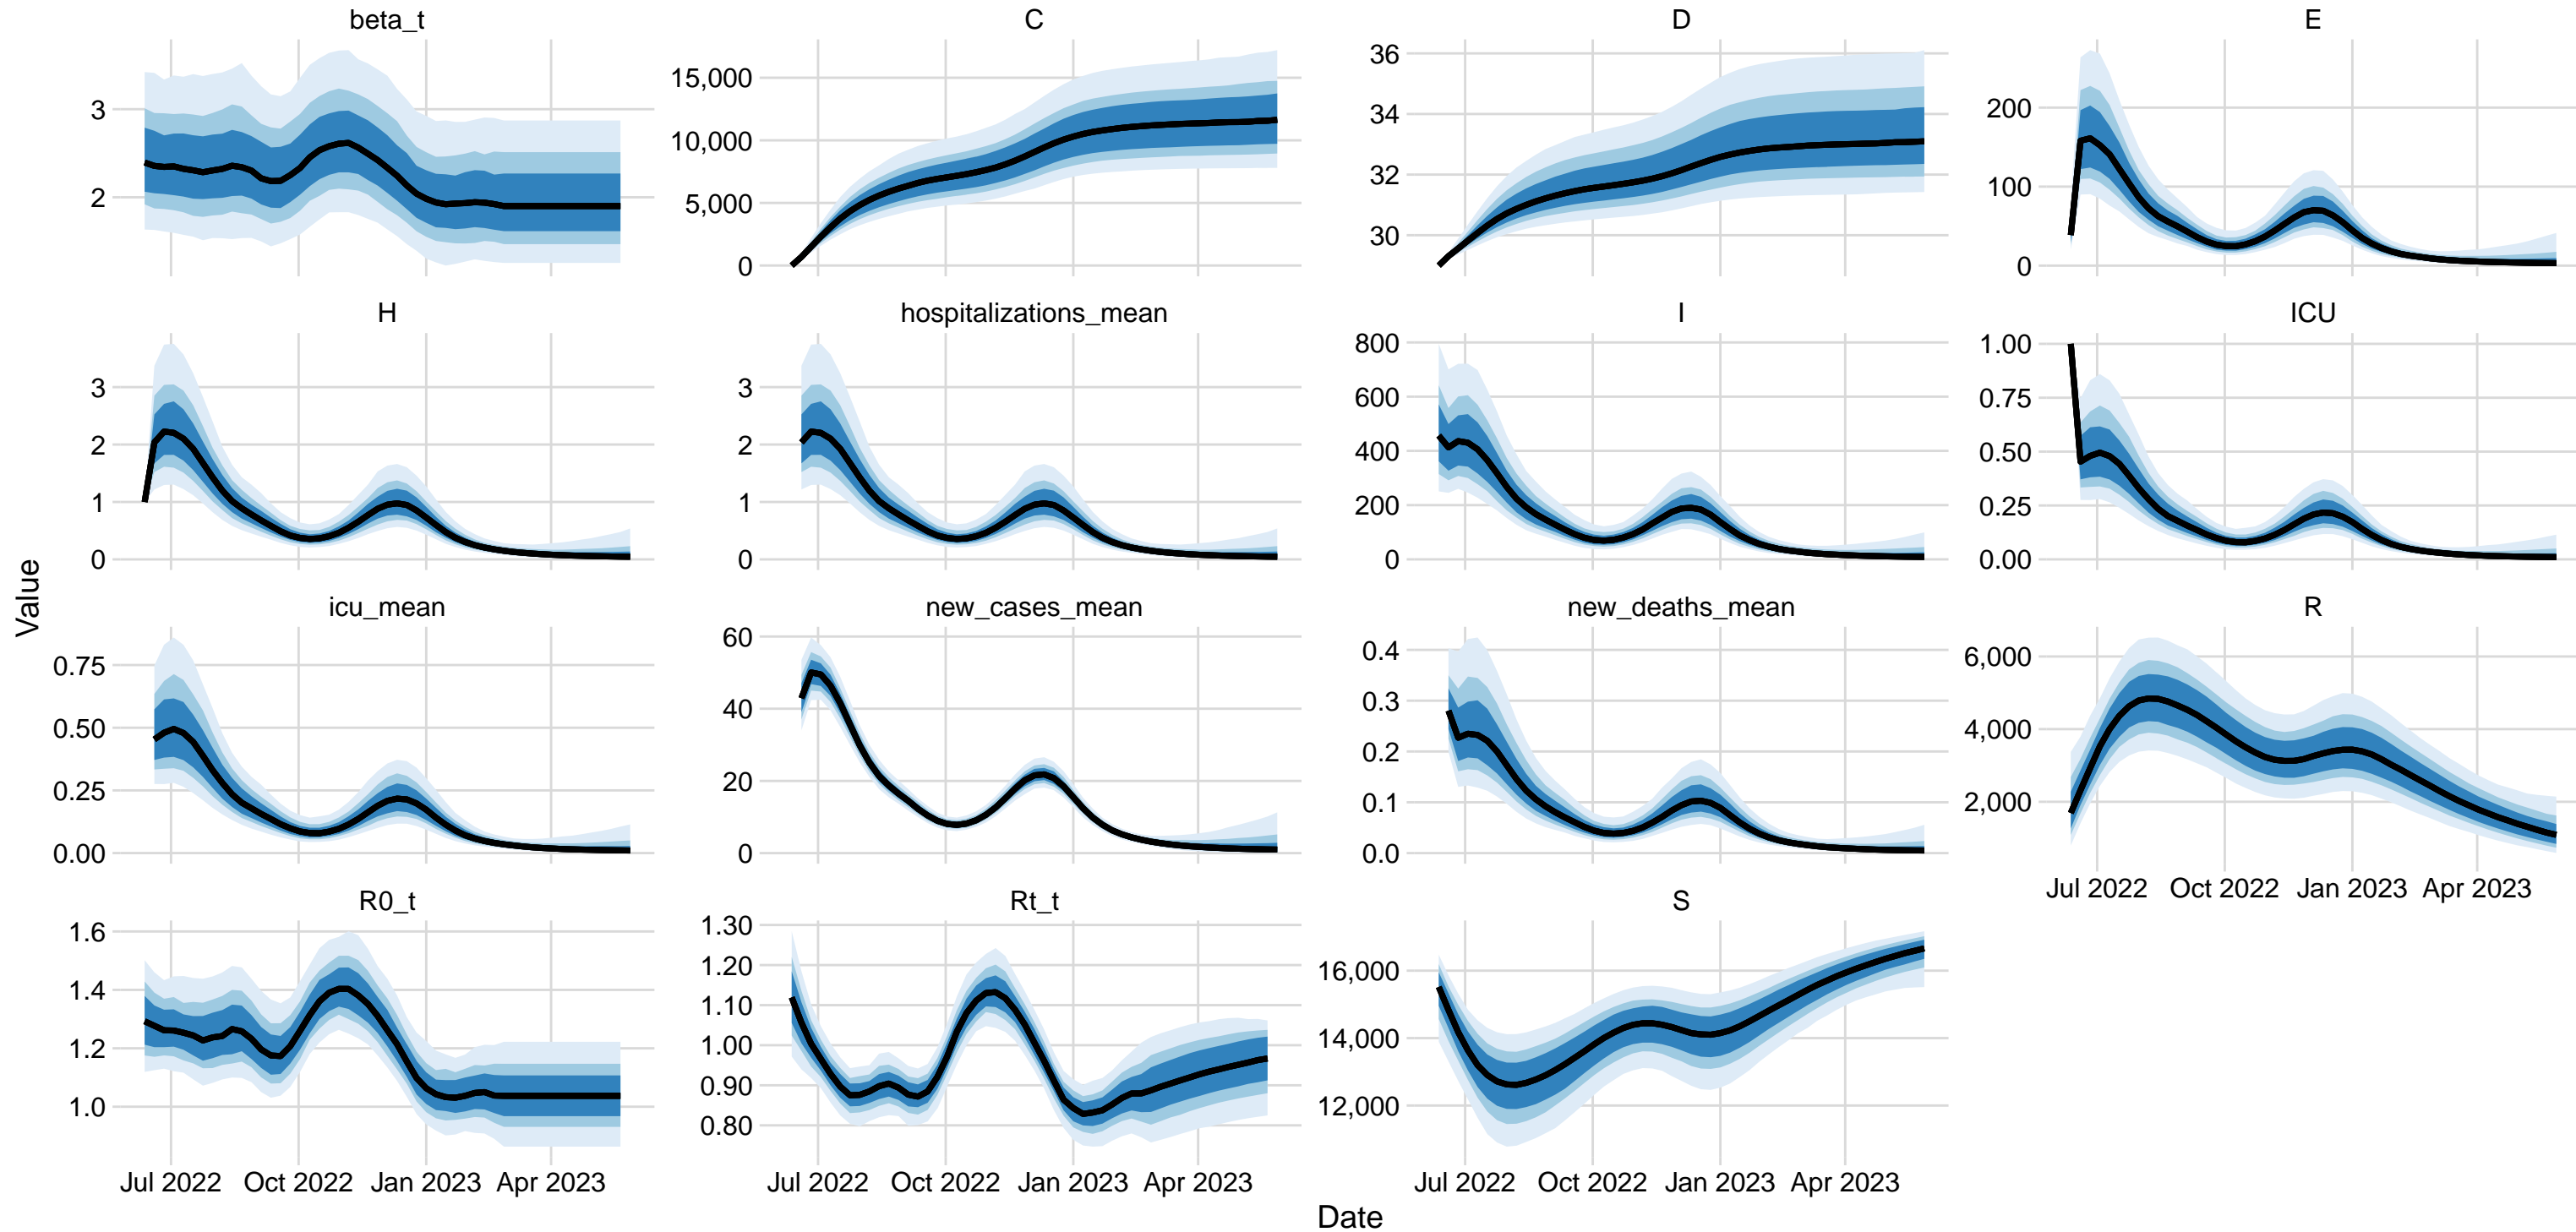 beta_t
C
D
E
3
2
15,000
10,000
5,000
0
36
34
32
30
200
100
0
H
hospitalizations_mean
I
ICU
3
2
1
0
3
2
1
0
800
600
400
200
0
1.00
0.75
0.50
0.25
0.00
Value
icu_mean
new_cases_mean
new_deaths_mean
R
0.75
0.50
0.25
0.00
60
40
20
0
0.4
0.3
0.2
0.1
0.0
6,000
4,000
2,000
Jul 2022 Oct 2022 Jan 2023 Apr 2023
R0_t
Rt_t
S
1.6
1.4
1.2
1.0
1.30
1.20
1.10
1.00
0.90
0.80
16,000
14,000
12,000
Jul 2022 Oct 2022 Jan 2023 Apr 2023
Jul 2022 Oct 2022 Jan 2023 Apr 2023
Jul 2022 Oct 2022 Jan 2023 Apr 2023
Date